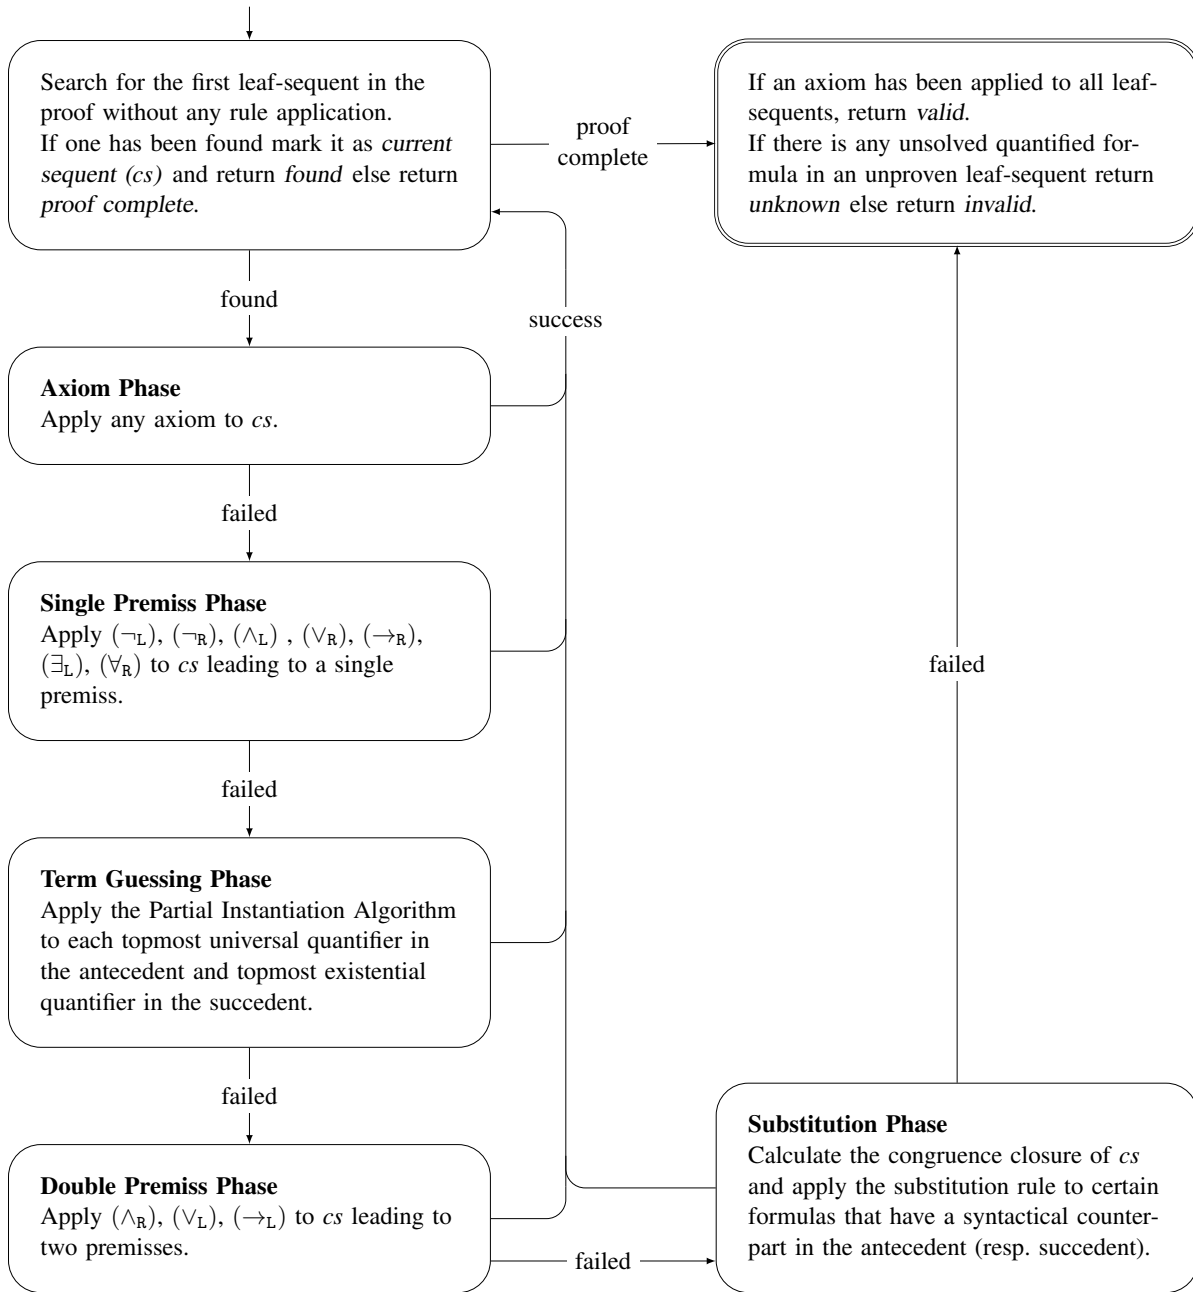 Search for the first leaf-sequent in the
proof without any rule application.
If one has been found mark it as current
sequent (cs) and return found else return
proof complete.
proof
complete
If an axiom has been applied to all leaf-
sequents, return valid.
If there is any unsolved quantified for-
mula in an unproven leaf-sequent return
unknown else return invalid.
found
success
Axiom Phase
Apply any axiom to cs.
failed
Single Premiss Phase
Apply (¬L), (¬R), (∧L) , (∨R), (→R),
(∃L), (∀R) to cs leading to a single
premiss.
failed
failed
Term Guessing Phase
Apply the Partial Instantiation Algorithm
to each topmost universal quantifier in
the antecedent and topmost existential
quantifier in the succedent.
failed
Double Premiss Phase
Apply (∧R), (∨L), (→L) to cs leading to
two premisses.
failed
Substitution Phase
Calculate the congruence closure of cs
and apply the substitution rule to certain
formulas that have a syntactical counter-
part in the antecedent (resp. succedent).